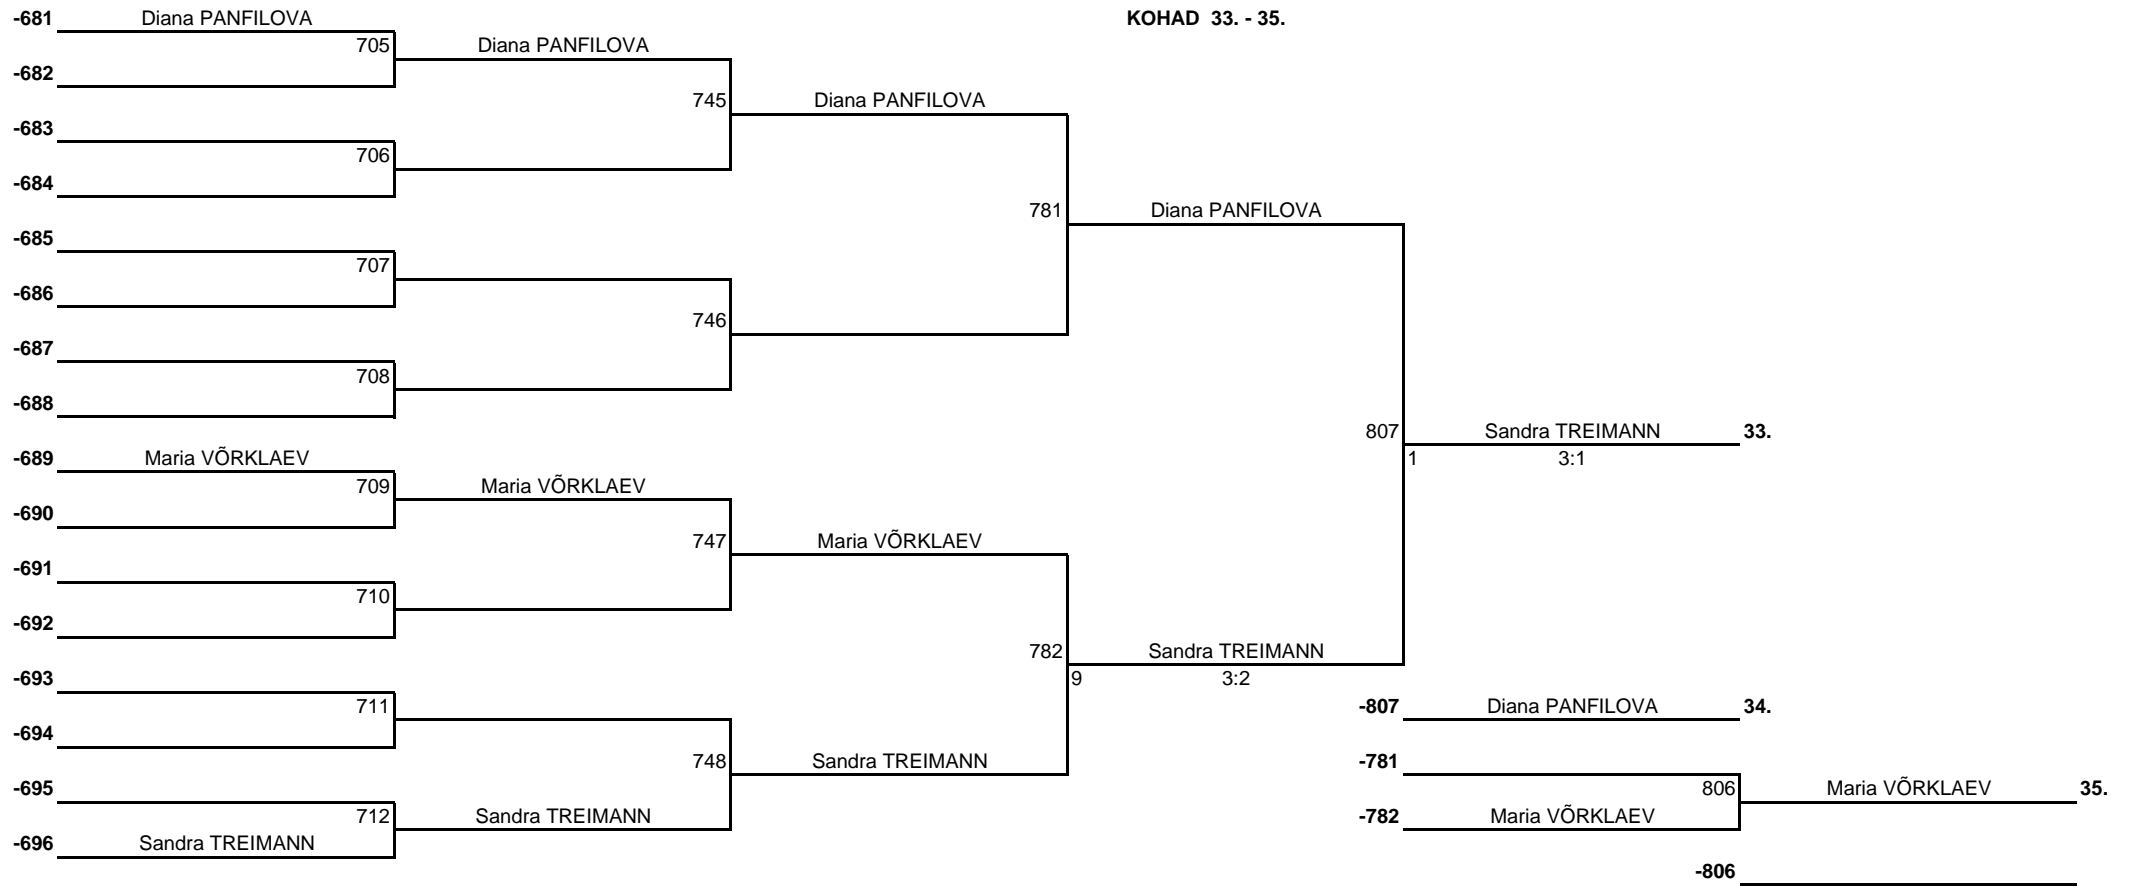 -681 Diana PANFILOVA KOHAD 33. - 35.
705 Diana PANFILOVA
-682
745 Diana PANFILOVA
-683
706
-684
781 Diana PANFILOVA
-685
707
-686
746
-687
708
-688
807 Sandra TREIMANN 33.
-689 Maria VÕRKLAEV 1 3:1
709 Maria VÕRKLAEV
-690
747 Maria VÕRKLAEV
-691
710
-692
782 Sandra TREIMANN
-693 9 3:2
711 -807 Diana PANFILOVA 34.
-694
748 Sandra TREIMANN -781
-695 806 Maria VÕRKLAEV 35.
712 Sandra TREIMANN -782 Maria VÕRKLAEV
-696 Sandra TREIMANN
-806